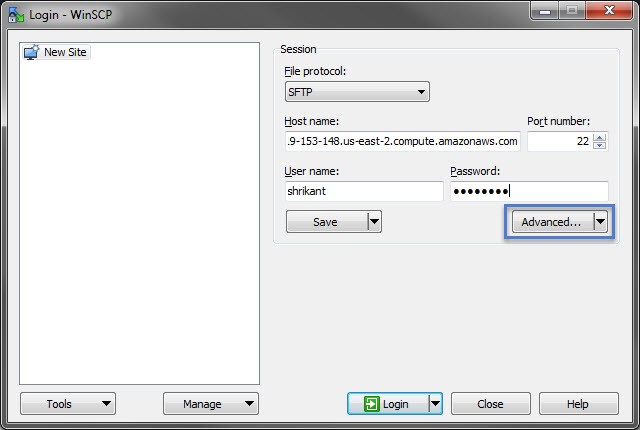 Login - WinSCP
New Site
Session
File protocol:
SFTP
Host name:
Port number:
.9-153-148.us-east-2.compute.amazonaws.com
22
User name:
Password:
shrikant
●●●●●●●●
Save
Advanced...
Tools
Manage
Login
Close
Help